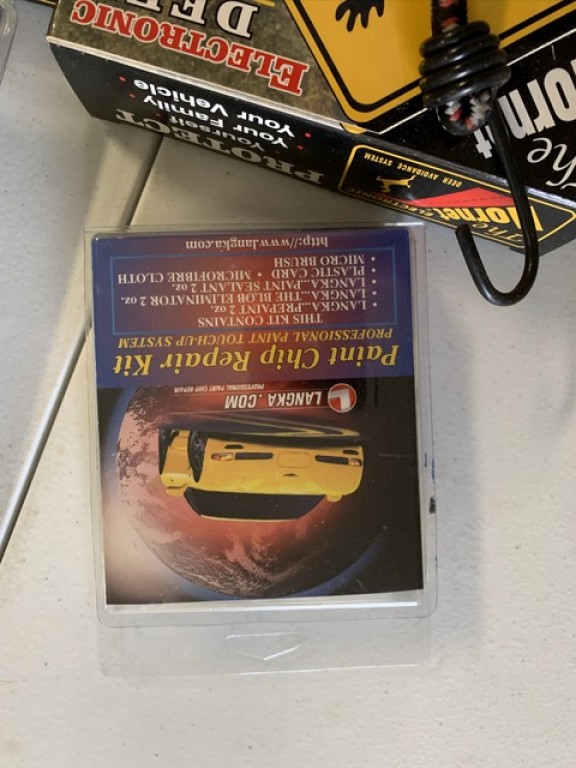 LANGKA.COM
PROFESSIONAL PAINT CHIP REPAIR
Paint Chip Repair Kit
PROFESSIONAL PAINT TOUCH-UP SYSTEM
THIS KIT CONTAINS
• LANGKA...PREPAINT 2 oz.
• LANGKA...THE BLOB ELIMINATOR 2 oz.
• LANGKA...PAINT SEALANT 2 oz.
• PLASTIC CARD • MICROFIBRE CLOTH
• MICRO BRUSH
http://www.langka.com
The
Hornet
ELECTRONIC
DEER AVOIDANCE SYSTEM
The
PROTECT
• Yourself
• Your Family
• Your Vehicle
ELECTRONIC